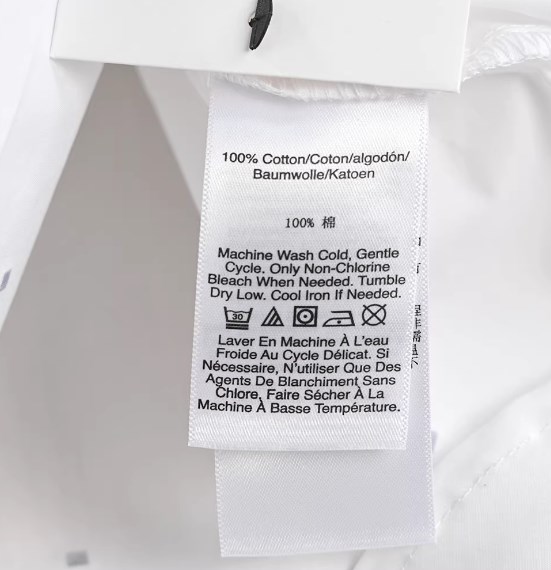 100% Cotton/Coton/algodón/
Baumwolle/Katoen
100% 棉
Machine Wash Cold, Gentle
Cycle. Only Non-Chlorine
Bleach When Needed. Tumble
Dry Low. Cool Iron If Needed.
30
Laver En Machine À L'eau
Froide Au Cycle Délicat. Si
Nécessaire, N'utiliser Que Des
Agents De Blanchiment Sans
Chlore, Faire Sécher À La
Machine À Basse Température.